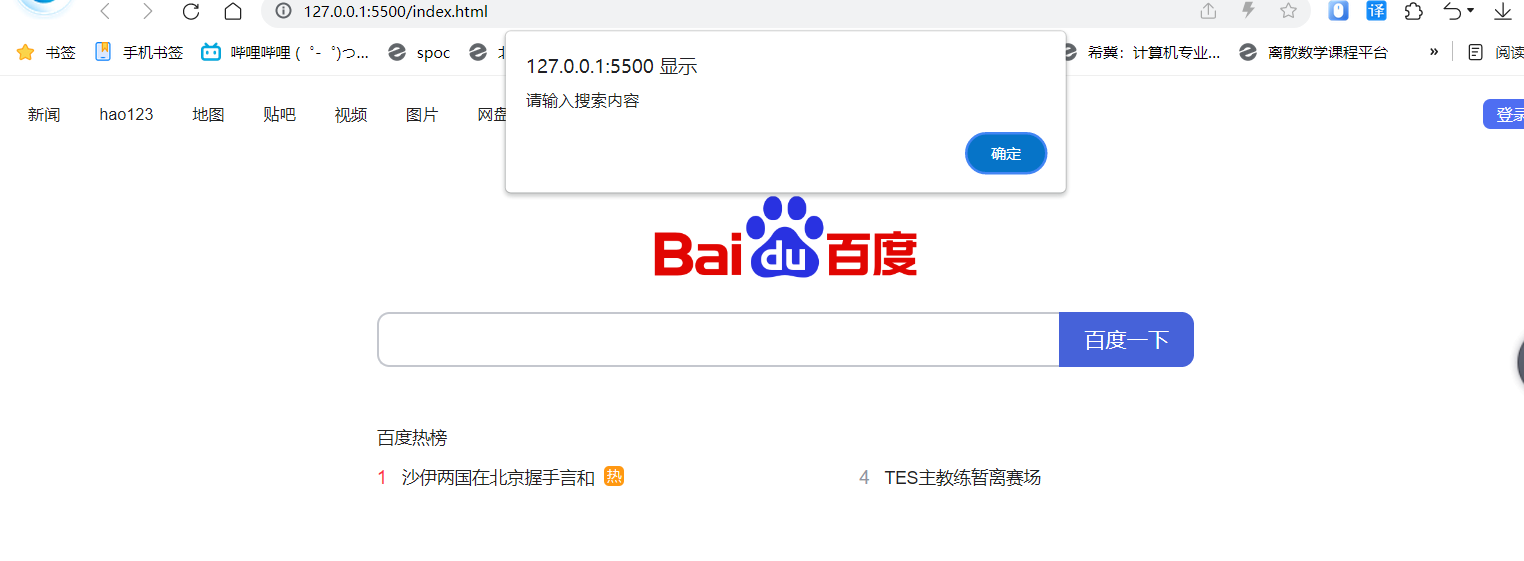 127.0.0.1:5500/index.html
译
书签 手机书签 哔哩哔哩 (゜-゜)つ... spoc 希冀：计算机专业... 离散数学课程平台 » 阅读
127.0.0.1:5500 显示
请输入搜索内容
确定
新闻 hao123 地图 贴吧 视频 图片 网盘 登录
Bai du 百度
百度一下
百度热榜
1 沙伊两国在北京握手言和 热 4 TES主教练暂离赛场